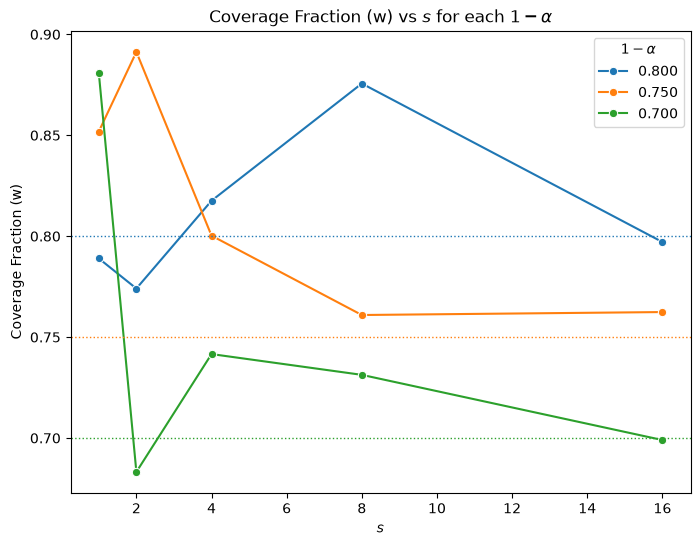 Coverage Fraction (w) vs s for each 1 − α
1 − α
0.800
0.750
0.700
Coverage Fraction (w)
0.90
0.85
0.80
0.75
0.70
2 4 6 8 10 12 14 16
s